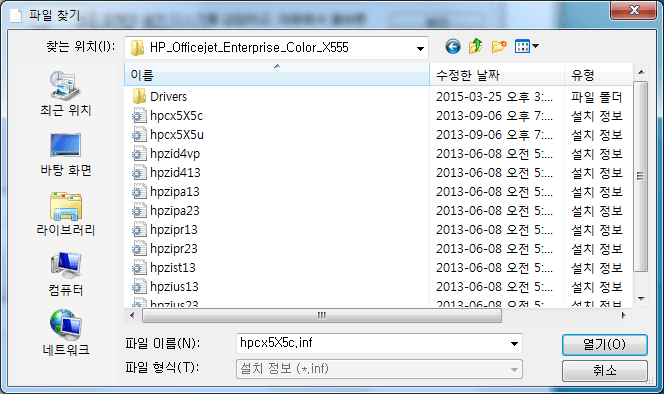 파일 찾기
찾는 위치(I): HP_Officejet_Enterprise_Color_X555
이름 수정한 날짜 유형
Drivers 2015-03-25 오후 3:... 파일 폴더
hpcx5X5c 2013-09-06 오후 7:... 설치 정보
hpcx5X5u 2013-09-06 오후 7:... 설치 정보
hpzid4vp 2013-06-08 오전 5:... 설치 정보
hpzid413 2013-06-08 오전 5:... 설치 정보
hpzipa13 2013-06-08 오전 5:... 설치 정보
hpzipa23 2013-06-08 오전 5:... 설치 정보
hpzipr13 2013-06-08 오전 5:... 설치 정보
hpzipr23 2013-06-08 오전 5:... 설치 정보
hpzist13 2013-06-08 오전 5:... 설치 정보
hpzius13 2013-06-08 오전 5:... 설치 정보
hpzius23 2013-06-08 오전 5:... 설치 정보
최근 위치
바탕 화면
라이브러리
컴퓨터
네트워크
파일 이름(N): hpcx5X5c.inf 열기(O)
파일 형식(T): 설치 정보 (*.inf) 취소